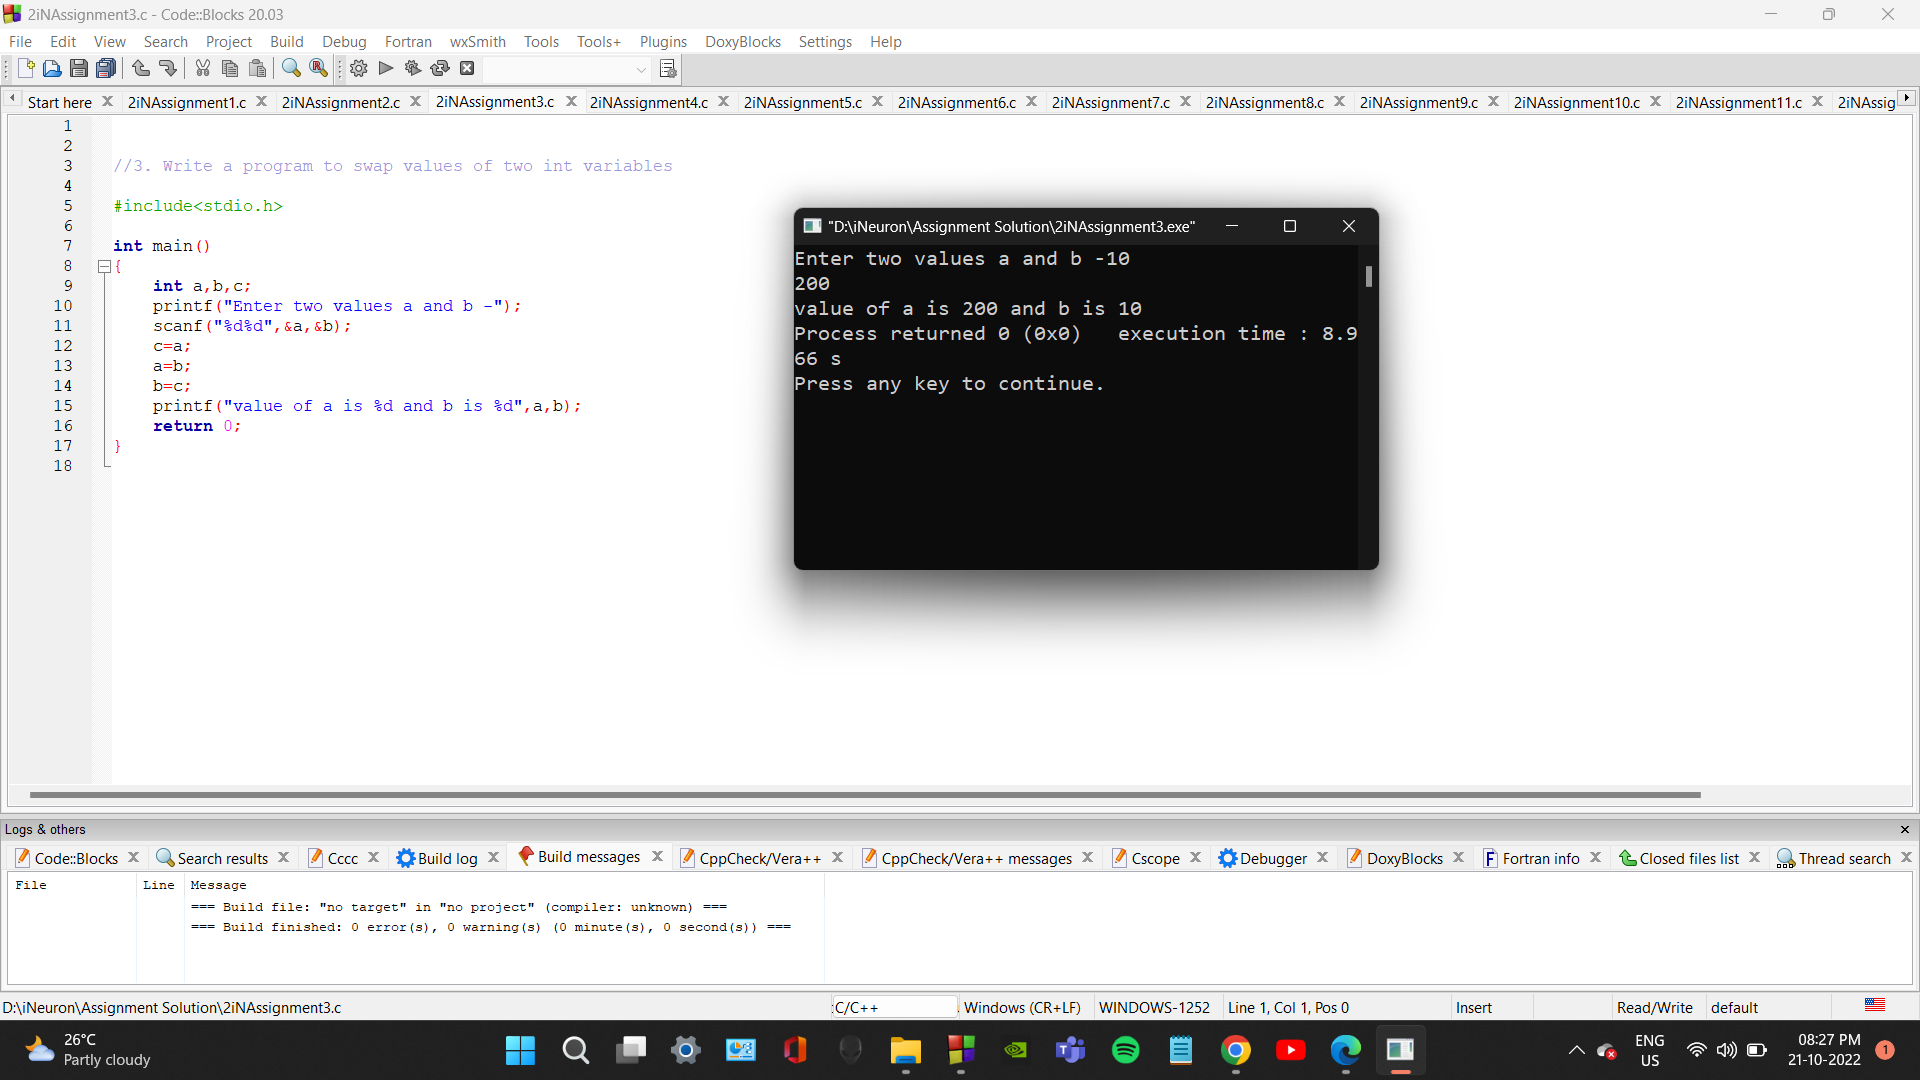 2iNAssignment3.c - Code::Blocks 20.03
File Edit View Search Project Build Debug Fortran wxSmith Tools Tools+ Plugins DoxyBlocks Settings Help
Start here 2iNAssignment1.c 2iNAssignment2.c 2iNAssignment3.c 2iNAssignment4.c 2iNAssignment5.c 2iNAssignment6.c 2iNAssignment7.c 2iNAssignment8.c 2iNAssignment9.c 2iNAssignment10.c 2iNAssignment11.c 2iNAssig
1
2
3 //3. Write a program to swap values of two int variables
4
5 #include<stdio.h>
6
7 int main()
8 {
9 int a,b,c;
10 printf("Enter two values a and b -");
11 scanf("%d%d",&a,&b);
12 c=a;
13 a=b;
14 b=c;
15 printf("value of a is %d and b is %d",a,b);
16 return 0;
17 }
18
"D:\iNeuron\Assignment Solution\2iNAssignment3.exe"
Enter two values a and b -10
200
value of a is 200 and b is 10
Process returned 0 (0x0)   execution time : 8.9
66 s
Press any key to continue.
Logs & others
Code::Blocks Search results Cccc Build log Build messages CppCheck/Vera++ CppCheck/Vera++ messages Cscope Debugger DoxyBlocks Fortran info Closed files list Thread search
File Line Message
=== Build file: "no target" in "no project" (compiler: unknown) ===
=== Build finished: 0 error(s), 0 warning(s) (0 minute(s), 0 second(s)) ===
D:\iNeuron\Assignment Solution\2iNAssignment3.c C/C++ Windows (CR+LF) WINDOWS-1252 Line 1, Col 1, Pos 0 Insert Read/Write default
26°C
Partly cloudy
ENG
US
08:27 PM
21-10-2022
1